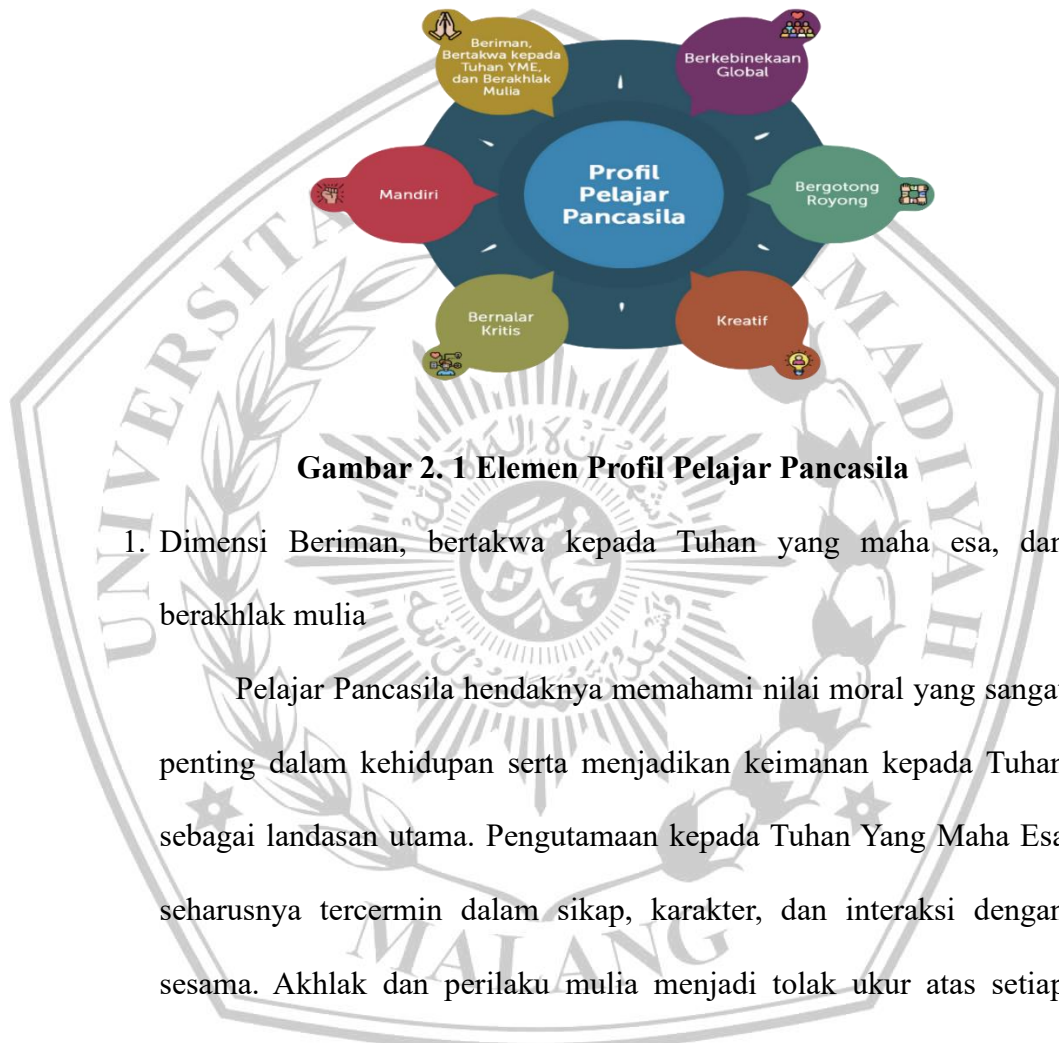 Beriman,
Bertakwa kepada
Tuhan YME,
dan Berakhlak
Mulia
Berkebinekaan
Global
Mandiri
Profil
Pelajar
Pancasila
Bergotong
Royong
Bernalar
Kritis
Kreatif
Gambar 2. 1 Elemen Profil Pelajar Pancasila
1. Dimensi Beriman, bertakwa kepada Tuhan yang maha esa, dan
berakhlak mulia
Pelajar Pancasila hendaknya memahami nilai moral yang sangat
penting dalam kehidupan serta menjadikan keimanan kepada Tuhan
sebagai landasan utama. Pengutamaan kepada Tuhan Yang Maha Esa
seharusnya tercermin dalam sikap, karakter, dan interaksi dengan
sesama. Akhlak dan perilaku mulia menjadi tolak ukur atas setiap
MALANG